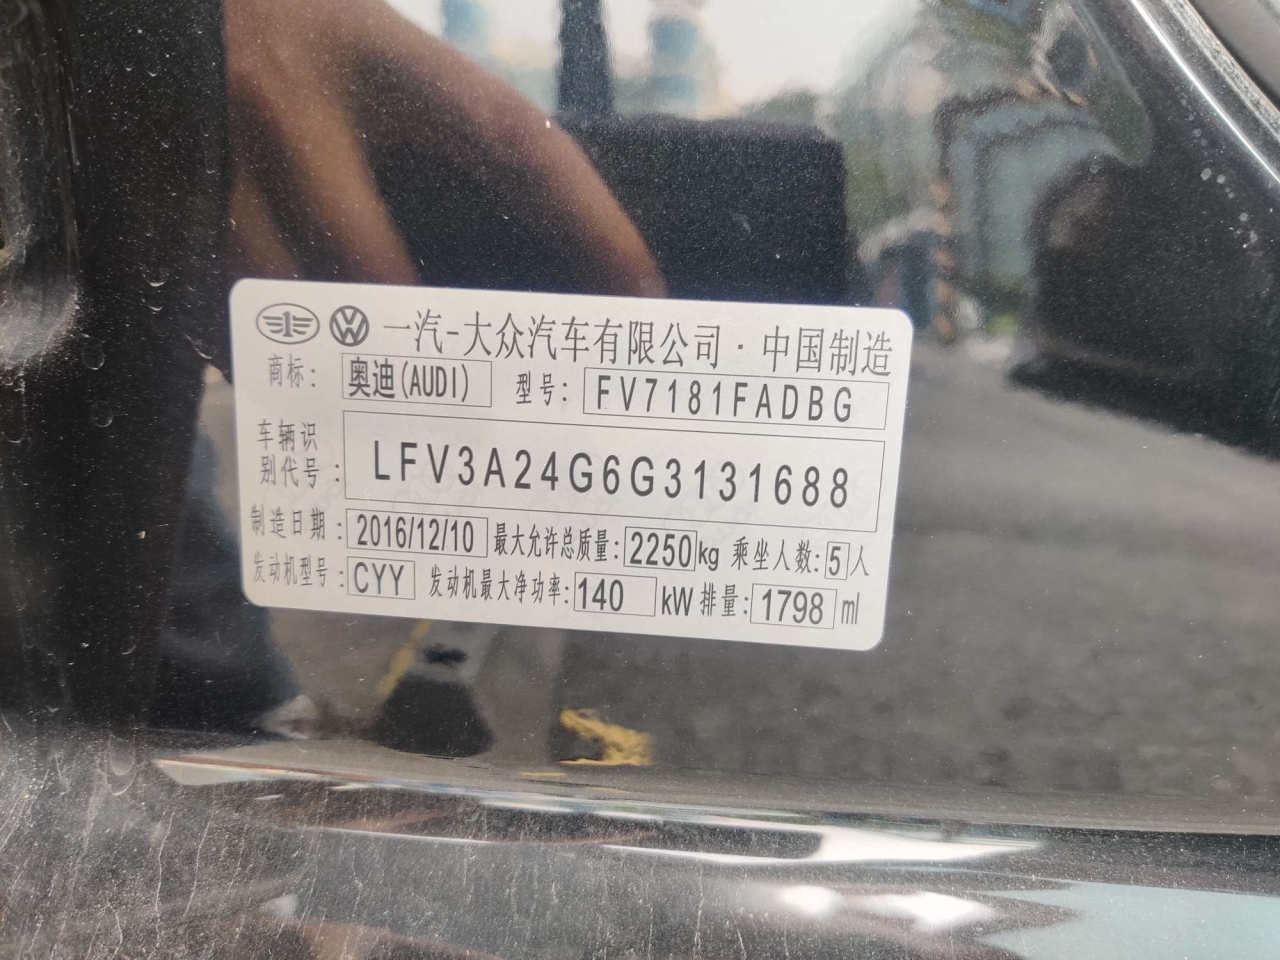 一汽-大众汽车有限公司·中国制造
商标: 奥迪(AUDI) 型号: FV7181FADBG
车辆识
别代号: LFV3A24G6G3131688
制造日期: 2016/12/10 最大允许总质量: 2250kg 乘坐人数: 5人
发动机型号: CYY 发动机最大净功率: 140 kW 排量: 1798 ml